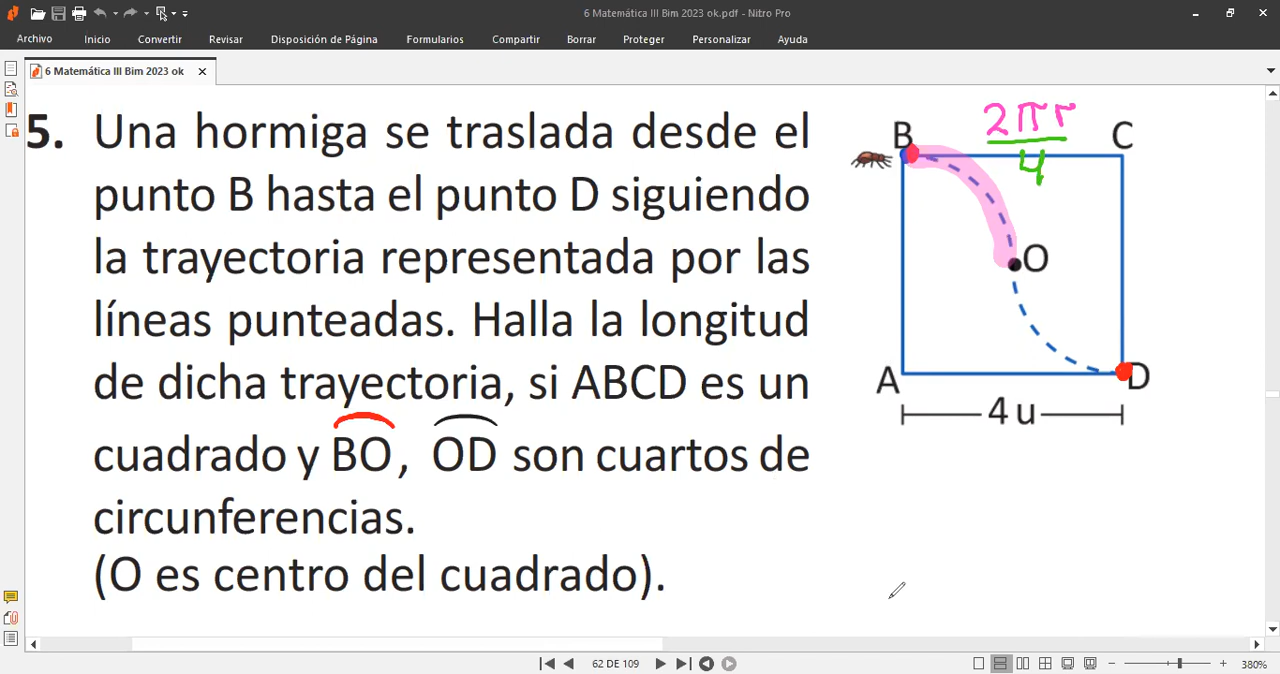 6 Matemática III Bim 2023 ok.pdf - Nitro Pro
Archivo Inicio Convertir Revisar Disposición de Página Formularios Compartir Borrar Proteger Personalizar Ayuda
6 Matemática III Bim 2023 ok
5. Una hormiga se traslada desde el
punto B hasta el punto D siguiendo
la trayectoria representada por las
líneas punteadas. Halla la longitud
de dicha trayectoria, si ABCD es un
cuadrado y BO, OD son cuartos de
circunferencias.
(O es centro del cuadrado).
2πr
4
B C
O
A D
4 u
62 DE 109
380%